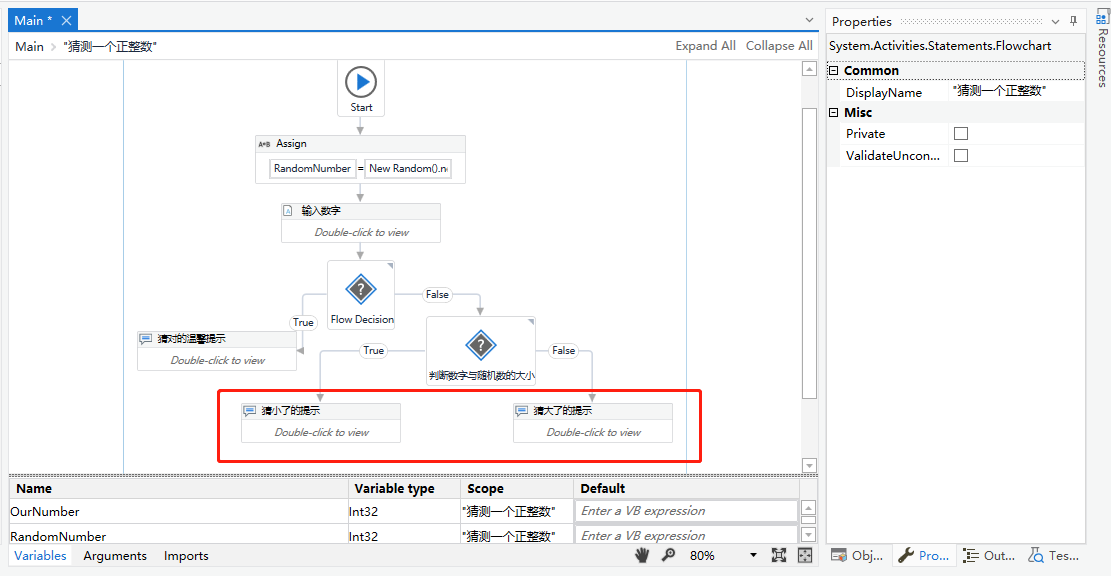 Main *
Main > "猜测一个正整数"
Expand All Collapse All
Start
A+B Assign
RandomNumber = New Random().n
输入数字
Double-click to view
Flow Decision
True
False
猜对的温馨提示
Double-click to view
判断数字与随机数的大小
True
False
猜小了的提示
Double-click to view
猜大了的提示
Double-click to view
Name Variable type Scope Default
OurNumber Int32 "猜测一个正整数" Enter a VB expression
RandomNumber Int32 "猜测一个正整数" Enter a VB expression
Variables Arguments Imports
80%
Properties
System.Activities.Statements.Flowchart
Common
DisplayName "猜测一个正整数"
Misc
Private
ValidateUncon...
Obj... Pro... Out... Tes...
Resources